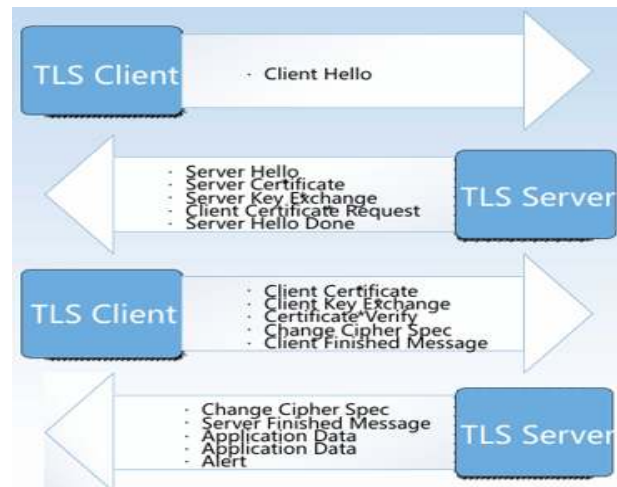 TLS Client
· Client Hello
· Server Hello
· Server Certificate
· Server Key Exchange
· Client Certificate Request
· Server Hello Done
TLS Server
TLS Client
· Client Certificate
· Client Key Exchange
· Certificate Verify
· Change Cipher Spec
· Client Finished Message
· Change Cipher Spec
· Server Finished Message
· Application Data
· Application Data
· Alert
TLS Server